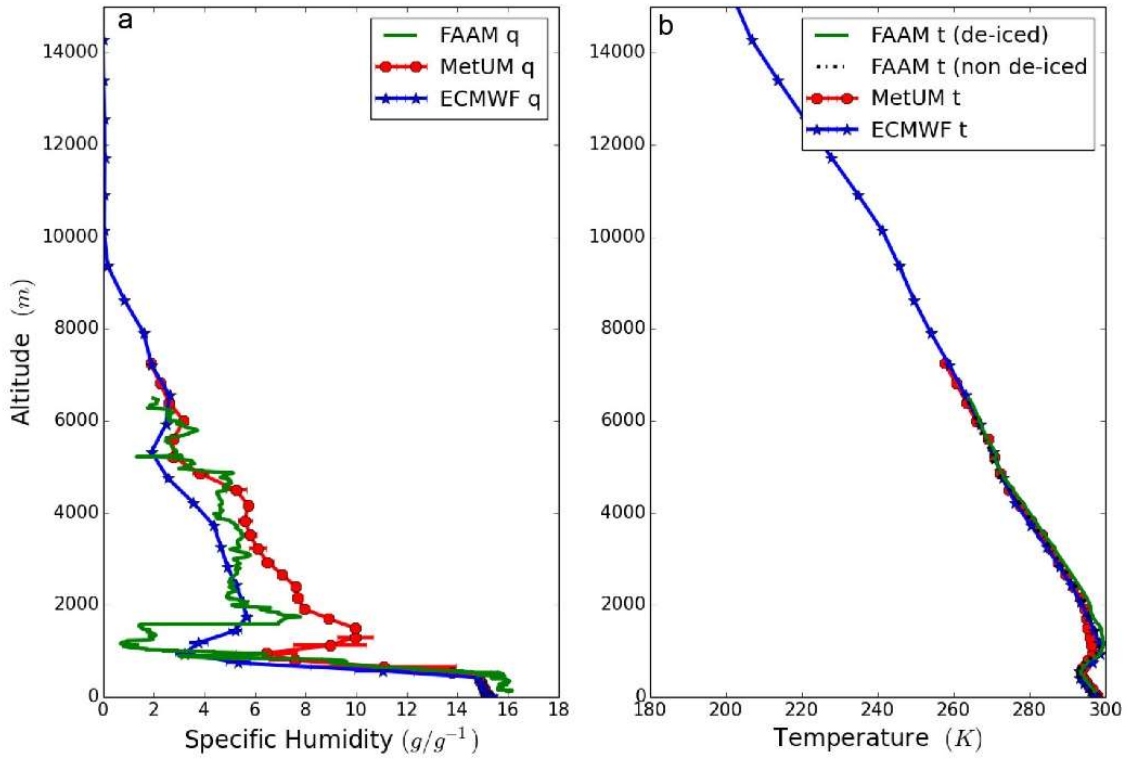 a
FAAM q
MetUM q
ECMWF q
14000
12000
10000
8000
6000
4000
2000
0
Altitude (m)
0 2 4 6 8 10 12 14 16 18
Specific Humidity (g/g⁻¹)
b
FAAM t (de-iced)
FAAM t (non de-iced
MetUM t
ECMWF t
14000
12000
10000
8000
6000
4000
2000
0
180 200 220 240 260 280 300
Temperature (K)